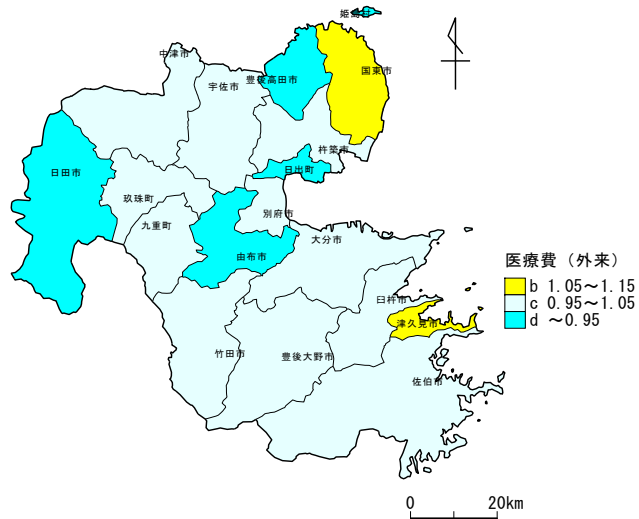 姫島村
中津市
宇佐市
豊後高田市
国東市
杵築市
日田市
日出町
玖珠町
別府市
九重町
大分市
由布市
臼杵市
津久見市
竹田市
豊後大野市
佐伯市
医療費（外来）
b 1.05～1.15
c 0.95～1.05
d ～0.95
0 20km